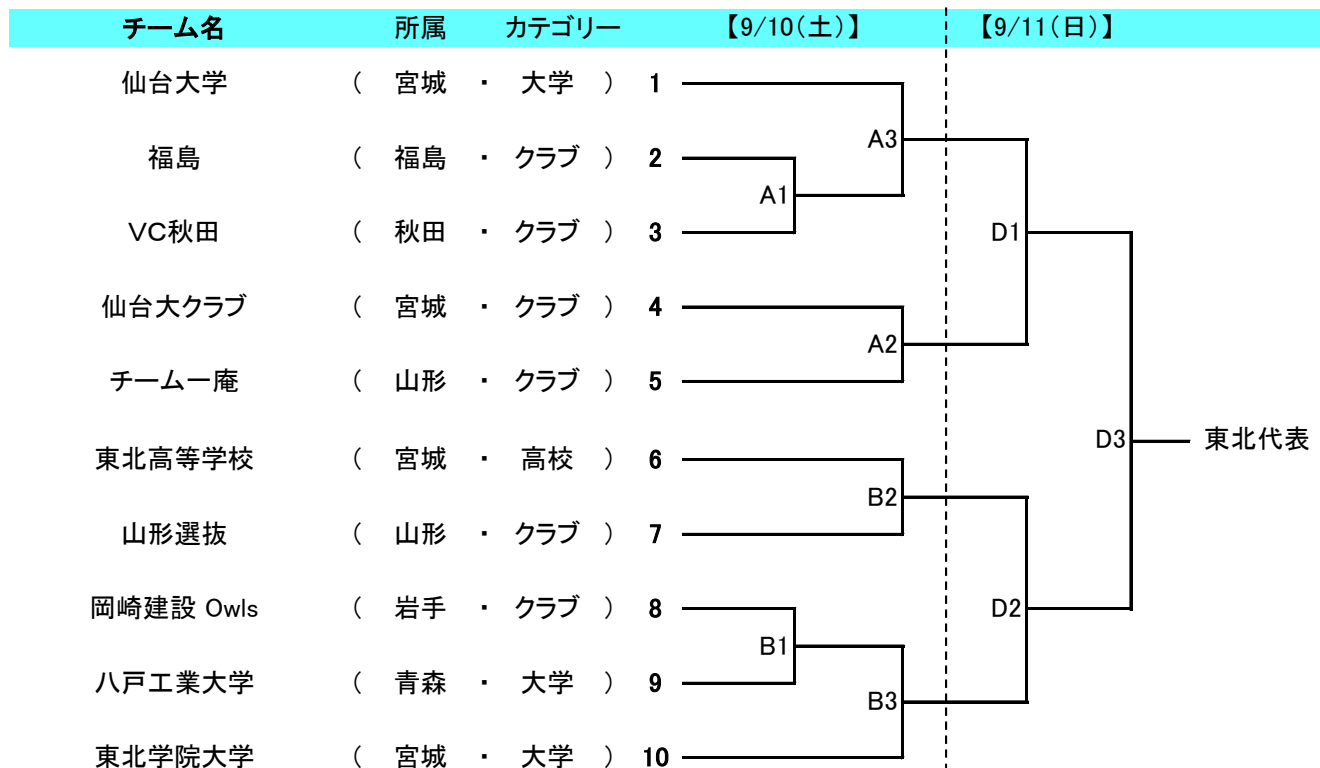 チーム名 所属 カテゴリー 【9/10(土)】 【9/11(日)】
仙台大学 ( 宮城 ・ 大学 ) 1
A3
福島 ( 福島 ・ クラブ ) 2
A1
VC秋田 ( 秋田 ・ クラブ ) 3
D1
仙台大クラブ ( 宮城 ・ クラブ ) 4
A2
チーム一庵 ( 山形 ・ クラブ ) 5
D3 東北代表
東北高等学校 ( 宮城 ・ 高校 ) 6
B2
山形選抜 ( 山形 ・ クラブ ) 7
岡崎建設 Owls ( 岩手 ・ クラブ ) 8
D2
B1
八戸工業大学 ( 青森 ・ 大学 ) 9
B3
東北学院大学 ( 宮城 ・ 大学 ) 10